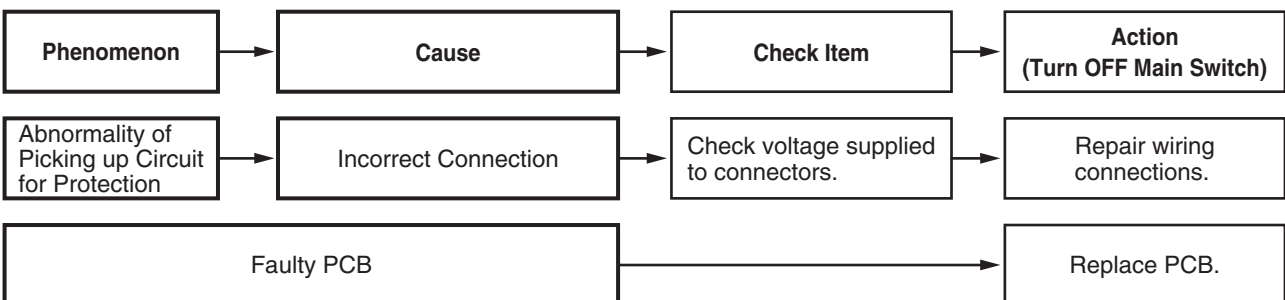 Phenomenon
Cause
Check Item
Action
(Turn OFF Main Switch)
Abnormality of
Picking up Circuit
for Protection
Incorrect Connection
Check voltage supplied
to connectors.
Repair wiring
connections.
Faulty PCB
Replace PCB.